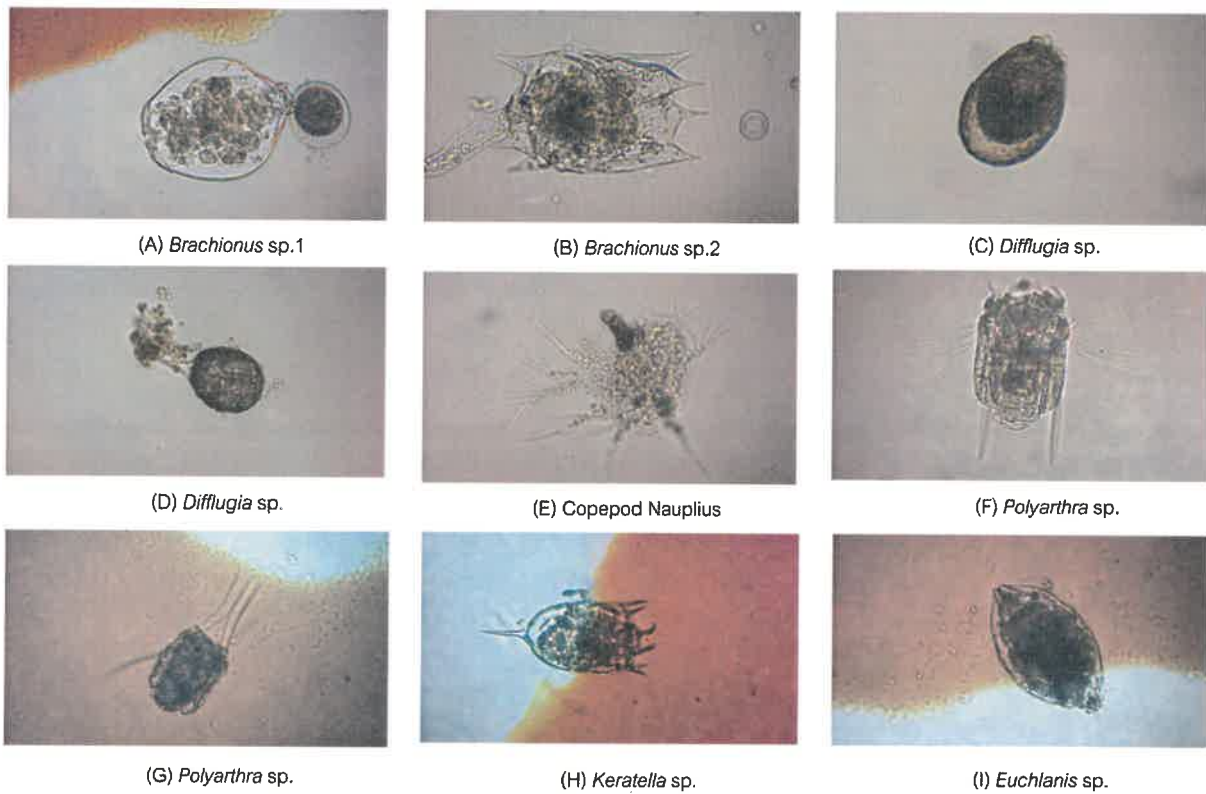 (A) Brachionus sp.1
(B) Brachionus sp.2
(C) Difflugia sp.
(D) Difflugia sp.
(E) Copepod Nauplius
(F) Polyarthra sp.
(G) Polyarthra sp.
(H) Keratella sp.
(I) Euchlanis sp.